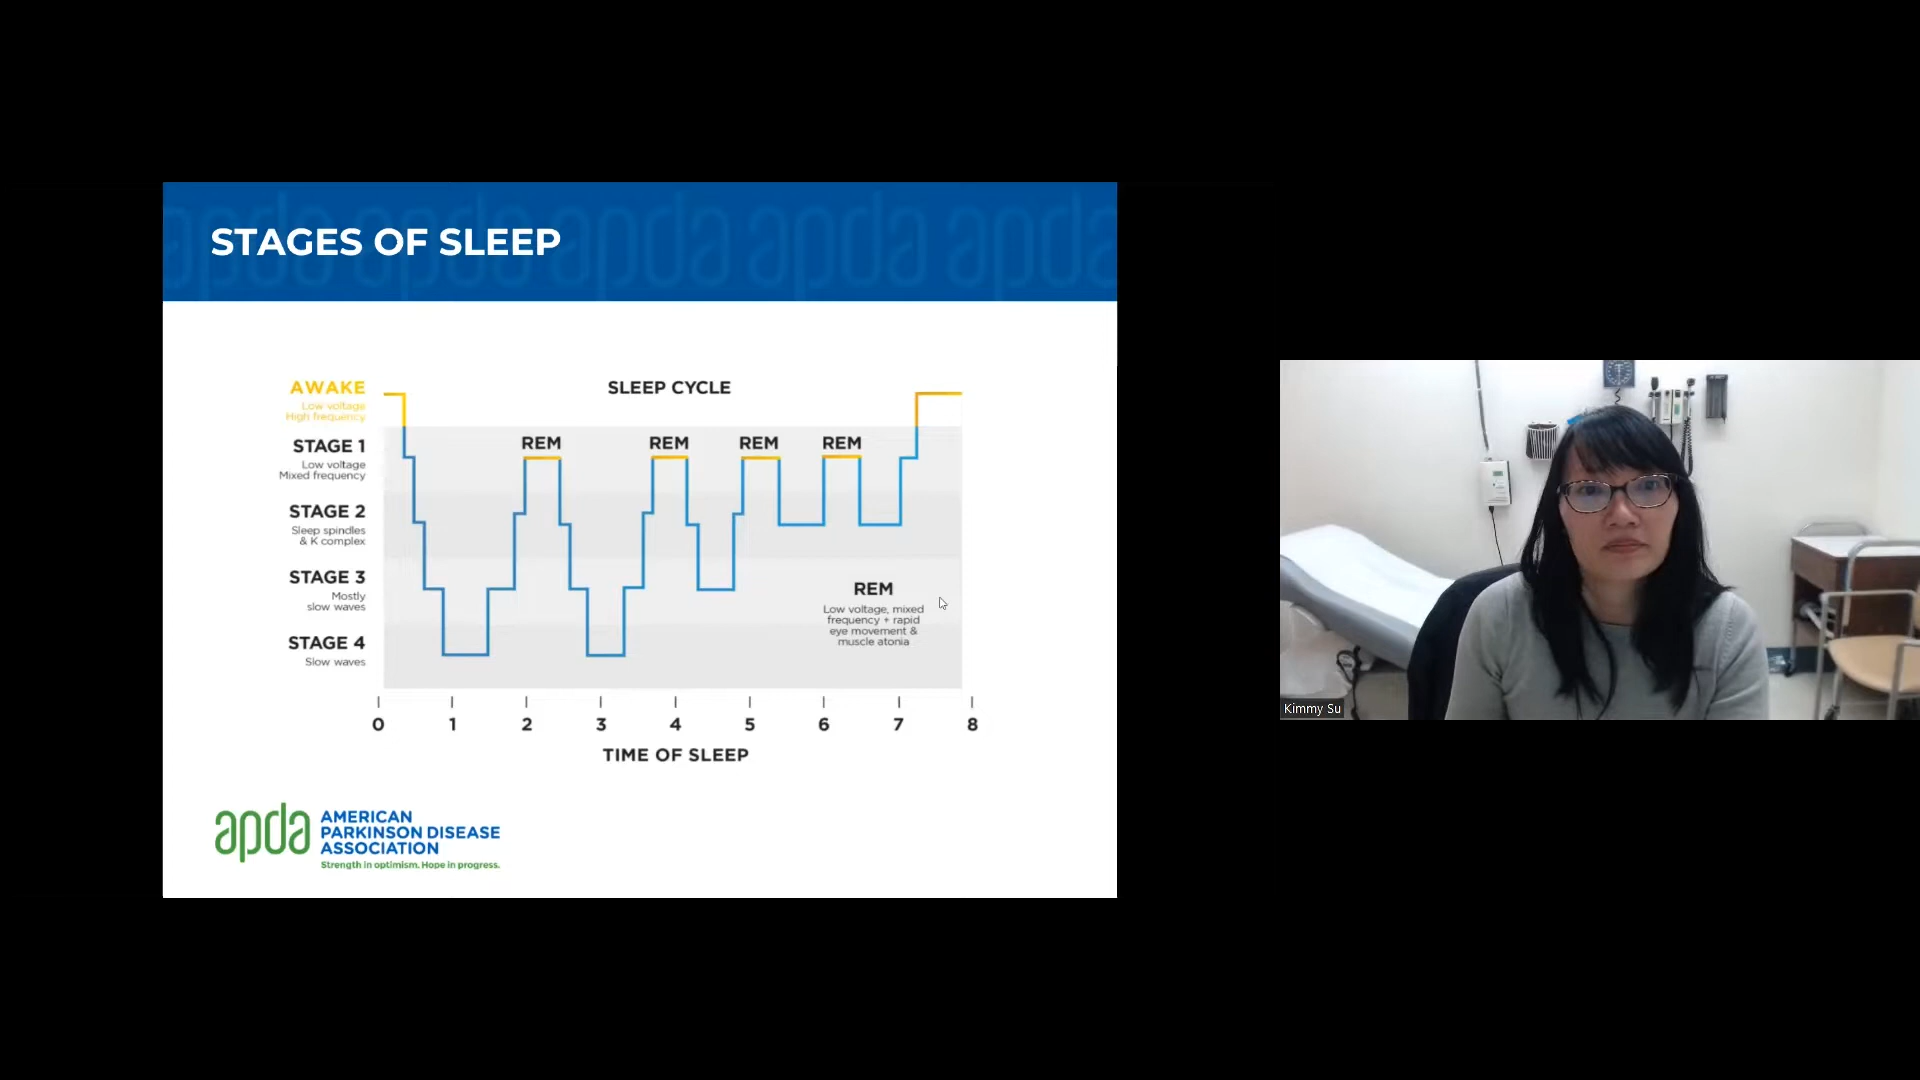 STAGES OF SLEEP
AWAKE
Low voltage
High frequency
SLEEP CYCLE
STAGE 1
Low voltage
Mixed frequency
REM
REM
REM
REM
STAGE 2
Sleep spindles
& K complex
STAGE 3
Mostly
slow waves
STAGE 4
Slow waves
REM
Low voltage, mixed
frequency + rapid
eye movement &
muscle atonia
0 1 2 3 4 5 6 7 8
TIME OF SLEEP
apda
AMERICAN
PARKINSON DISEASE
ASSOCIATION
Strength in optimism. Hope in progress.
Kimmy Su